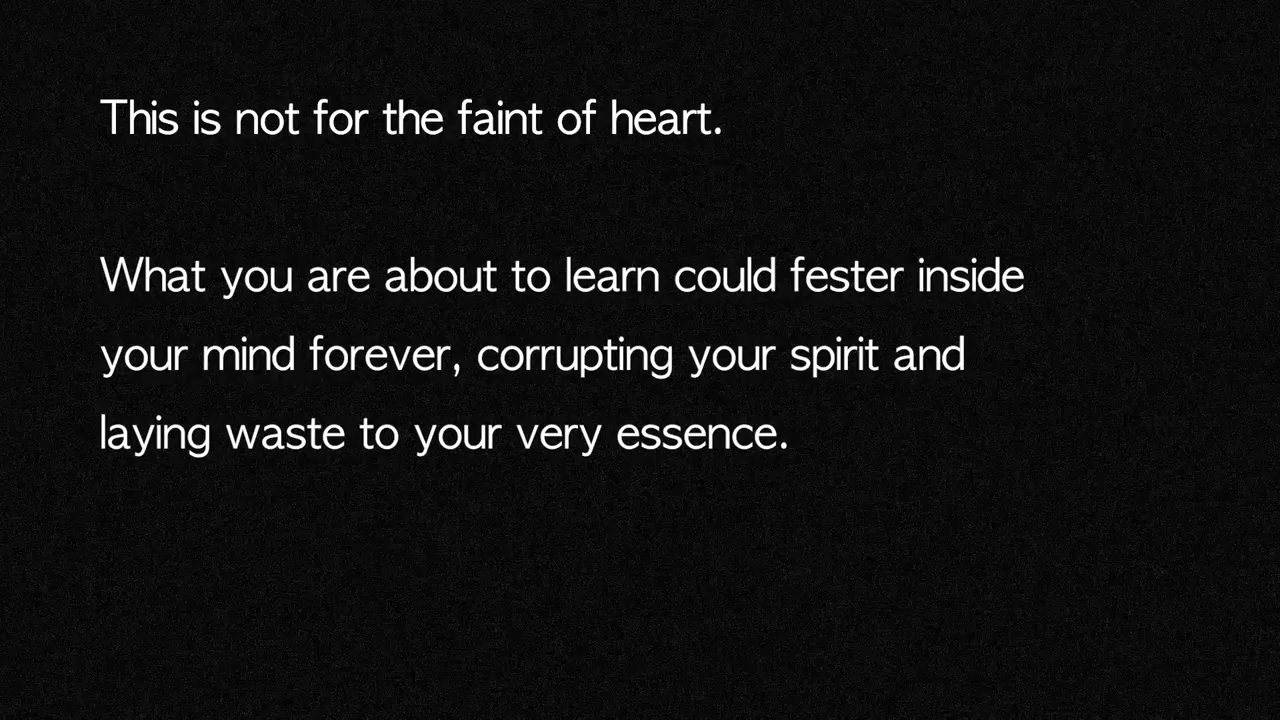 This is not for the faint of heart.
What you are about to learn could fester inside
your mind forever, corrupting your spirit and
laying waste to your very essence.